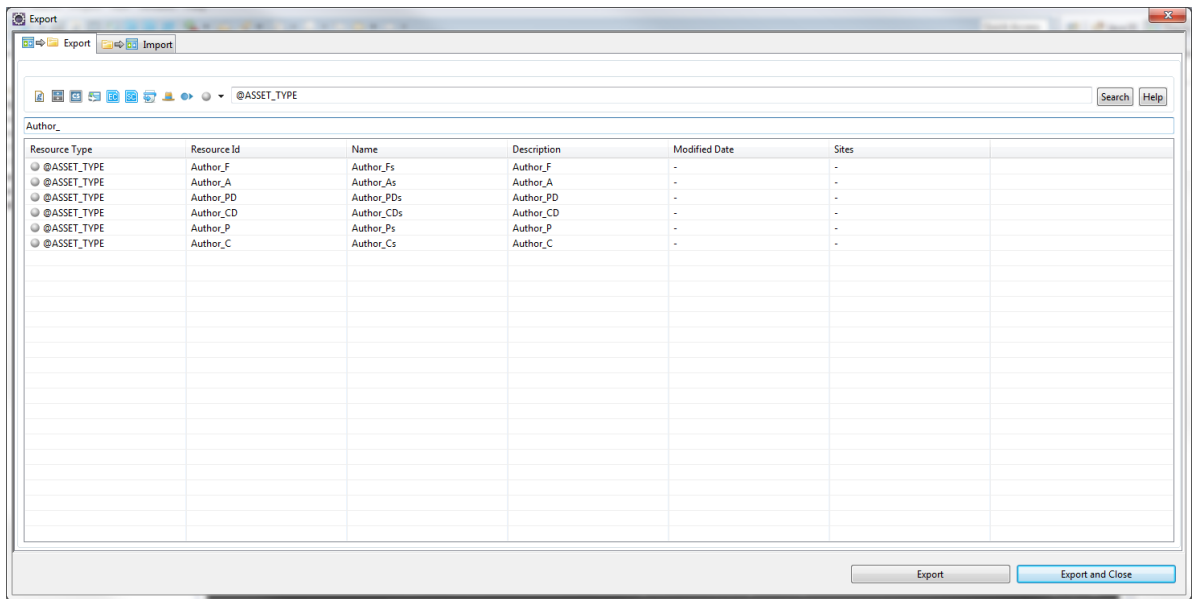 Export
Export Import
@ASSET_TYPE Search Help
Author_
Resource Type Resource Id Name Description Modified Date Sites
@ASSET_TYPE Author_F Author_Fs Author_F - -
@ASSET_TYPE Author_A Author_As Author_A - -
@ASSET_TYPE Author_PD Author_PDs Author_PD - -
@ASSET_TYPE Author_CD Author_CDs Author_CD - -
@ASSET_TYPE Author_P Author_Ps Author_P - -
@ASSET_TYPE Author_C Author_Cs Author_C - -
Export Export and Close